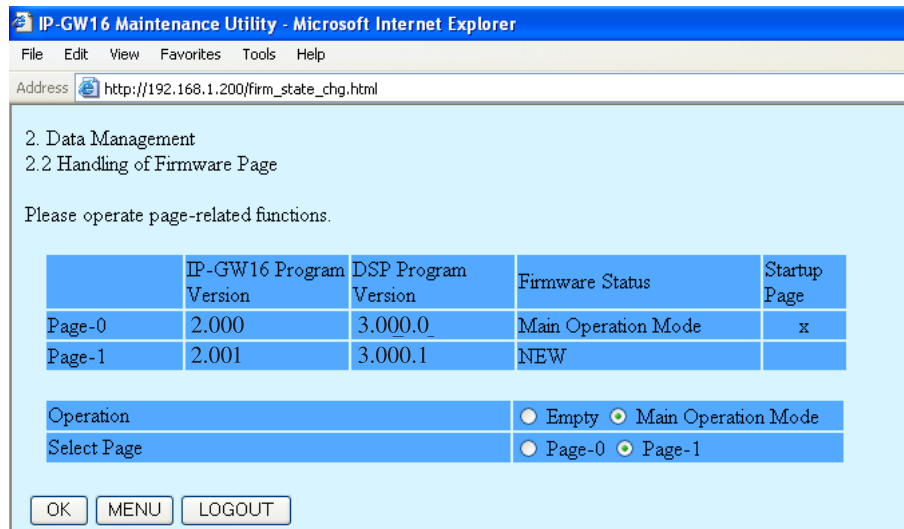 IP-GW16 Maintenance Utility - Microsoft Internet Explorer
File Edit View Favorites Tools Help
Address http://192.168.1.200/firm_state_chg.html
2. Data Management
2.2 Handling of Firmware Page
Please operate page-related functions.
IP-GW16 Program Version DSP Program Version Firmware Status Startup Page
Page-0 2.000 3.000.0 Main Operation Mode x
Page-1 2.001 3.000.1 NEW
Operation Empty Main Operation Mode
Select Page Page-0 Page-1
OK MENU LOGOUT